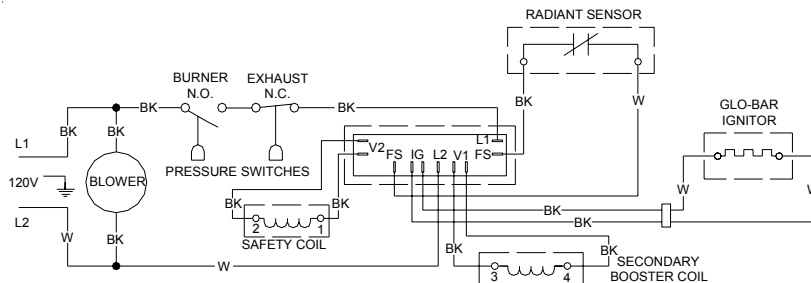 RADIANT SENSOR
BURNER
N.O.
EXHAUST
N.C.
BK
BK
BK
W
GLO-BAR
IGNITOR
BK
BK
L1
V2
L1
FS
IG
L2
V1
FS
PRESSURE SWITCHES
L1
120V
BLOWER
L2
W
W
BK
BK
BK
BK
BK
W
2
1
SAFETY COIL
BK
BK
BK
W
3
4
SECONDARY
BOOSTER COIL